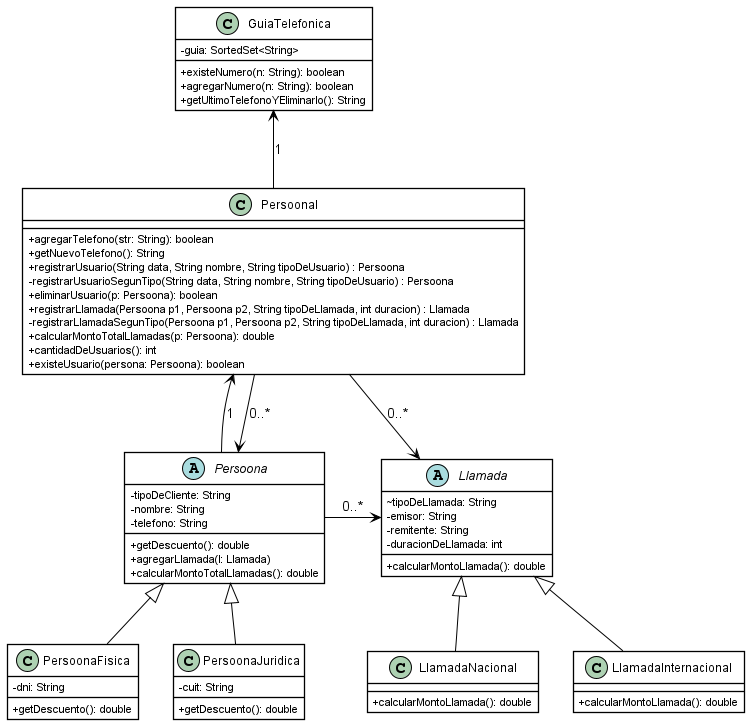 C GuiaTelefonica
-guia: SortedSet<String>
+existeNumero(n: String): boolean
+agregarNumero(n: String): boolean
+getUltimoTelefonoYEliminarlo(): String
1
C Persoonal
+agregarTelefono(str: String): boolean
+getNuevoTelefono(): String
+registrarUsuario(String data, String nombre, String tipoDeUsuario) : Persoona
-registrarUsuarioSegunTipo(String data, String nombre, String tipoDeUsuario) : Persoona
+eliminarUsuario(p: Persoona): boolean
+registrarLlamada(Persoona p1, Persoona p2, String tipoDeLlamada, int duracion) : Llamada
-registrarLlamadaSegunTipo(Persoona p1, Persoona p2, String tipoDeLlamada, int duracion) : Llamada
+calcularMontoTotalLlamadas(p: Persoona): double
+cantidadDeUsuarios(): int
+existeUsuario(persona: Persoona): boolean
1
0..*
0..*
A Persoona
-tipoDeCliente: String
-nombre: String
-telefono: String
+getDescuento(): double
+agregarLlamada(l: Llamada)
+calcularMontoTotalLlamadas(): double
0..*
A Llamada
~tipoDeLlamada: String
-emisor: String
-remitente: String
-duracionDeLlamada: int
+calcularMontoLlamada(): double
C PersoonaFisica
-dni: String
+getDescuento(): double
C PersoonaJuridica
-cuit: String
+getDescuento(): double
C LlamadaNacional
+calcularMontoLlamada(): double
C LlamadaInternacional
+calcularMontoLlamada(): double